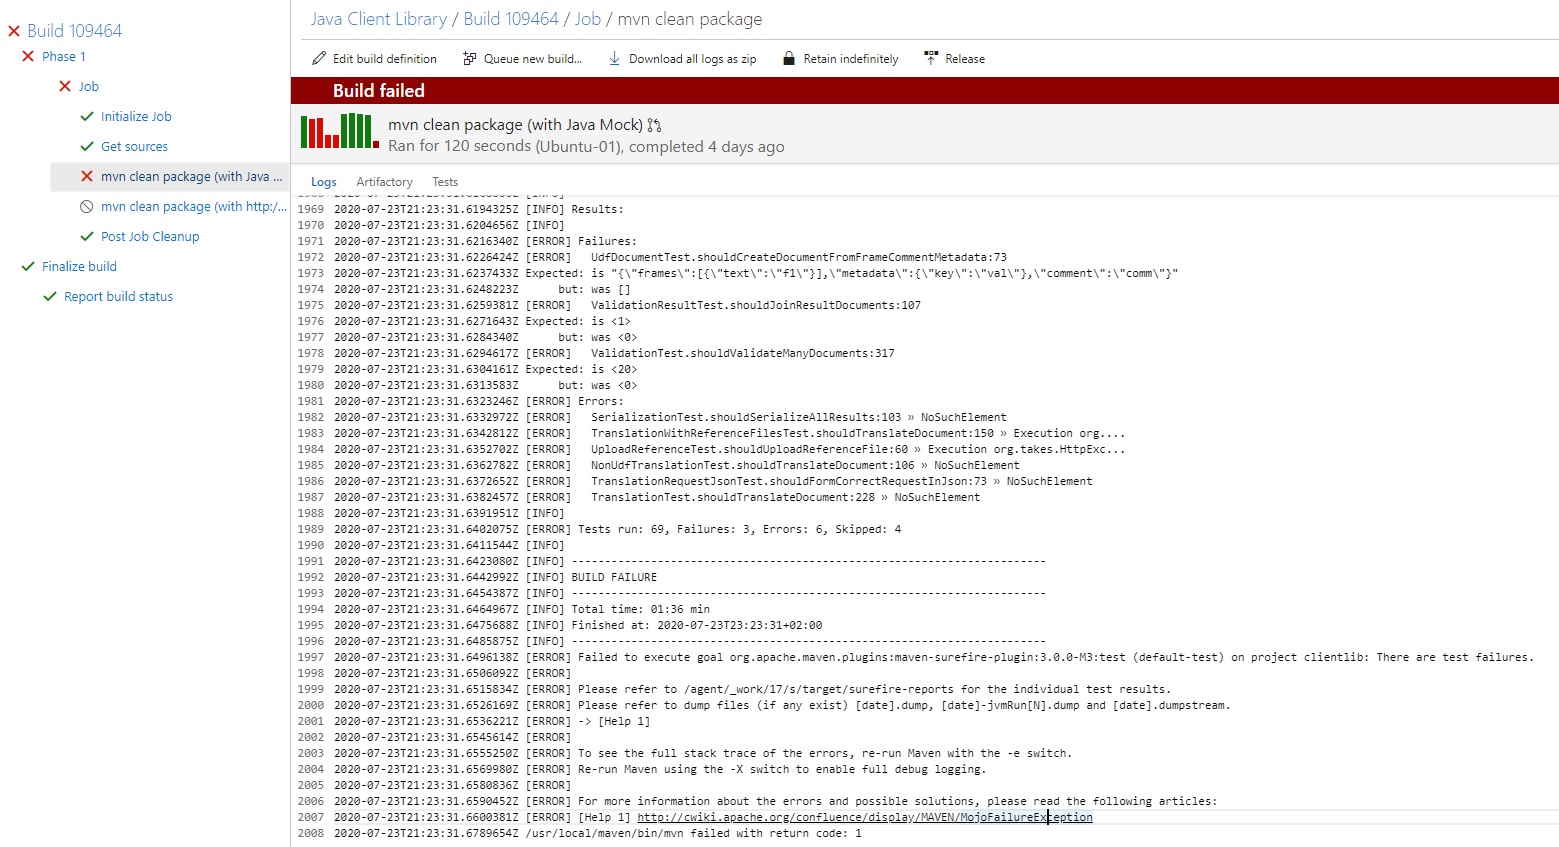 Build 109464
Phase 1
Job
Initialize Job
Get sources
mvn clean package (with Java ...
mvn clean package (with http:/...
Post Job Cleanup
Finalize build
Report build status
Java Client Library / Build 109464 / Job / mvn clean package
Edit build definition Queue new build... Download all logs as zip Retain indefinitely Release
Build failed
mvn clean package (with Java Mock)
Ran for 120 seconds (Ubuntu-01), completed 4 days ago
Logs Artifactory Tests
1969 2020-07-23T21:23:31.6194325Z [INFO] Results:
1970 2020-07-23T21:23:31.6204656Z [INFO]
1971 2020-07-23T21:23:31.6216340Z [ERROR] Failures:
1972 2020-07-23T21:23:31.6226424Z [ERROR]   UdfDocumentTest.shouldCreateDocumentFromFrameCommentMetadata:73
1973 2020-07-23T21:23:31.6237433Z Expected: is "{\"frames\":[{\"text\":\"f1\"}],\"metadata\":{\"key\":\"val\"},\"comment\":\"comm\"}"
1974 2020-07-23T21:23:31.6248223Z      but: was []
1975 2020-07-23T21:23:31.6259381Z [ERROR]   ValidationResultTest.shouldJoinResultDocuments:107
1976 2020-07-23T21:23:31.6271643Z Expected: is <1>
1977 2020-07-23T21:23:31.6284340Z      but: was <0>
1978 2020-07-23T21:23:31.6294617Z [ERROR]   ValidationTest.shouldValidateManyDocuments:317
1979 2020-07-23T21:23:31.6304161Z Expected: is <20>
1980 2020-07-23T21:23:31.6313583Z      but: was <0>
1981 2020-07-23T21:23:31.6323246Z [ERROR] Errors:
1982 2020-07-23T21:23:31.6332972Z [ERROR]   SerializationTest.shouldSerializeAllResults:103 » NoSuchElement
1983 2020-07-23T21:23:31.6342812Z [ERROR]   TranslationWithReferenceFilesTest.shouldTranslateDocument:150 » Execution org....
1984 2020-07-23T21:23:31.6352702Z [ERROR]   UploadReferenceTest.shouldUploadReferenceFile:60 » Execution org.takes.HttpExc...
1985 2020-07-23T21:23:31.6362782Z [ERROR]   NonUdfTranslationTest.shouldTranslateDocument:106 » NoSuchElement
1986 2020-07-23T21:23:31.6372652Z [ERROR]   TranslationRequestJsonTest.shouldFormCorrectRequestInJson:73 » NoSuchElement
1987 2020-07-23T21:23:31.6382457Z [ERROR]   TranslationTest.shouldTranslateDocument:228 » NoSuchElement
1988 2020-07-23T21:23:31.6391951Z [INFO]
1989 2020-07-23T21:23:31.6402075Z [ERROR] Tests run: 69, Failures: 3, Errors: 6, Skipped: 4
1990 2020-07-23T21:23:31.6411544Z [INFO]
1991 2020-07-23T21:23:31.6423080Z [INFO] ------------------------------------------------------------------------
1992 2020-07-23T21:23:31.6442992Z [INFO] BUILD FAILURE
1993 2020-07-23T21:23:31.6454387Z [INFO] ------------------------------------------------------------------------
1994 2020-07-23T21:23:31.6464967Z [INFO] Total time: 01:36 min
1995 2020-07-23T21:23:31.6475688Z [INFO] Finished at: 2020-07-23T23:23:31+02:00
1996 2020-07-23T21:23:31.6485875Z [INFO] ------------------------------------------------------------------------
1997 2020-07-23T21:23:31.6496138Z [ERROR] Failed to execute goal org.apache.maven.plugins:maven-surefire-plugin:3.0.0-M3:test (default-test) on project clientlib: There are test failures.
1998 2020-07-23T21:23:31.6506092Z [ERROR]
1999 2020-07-23T21:23:31.6515834Z [ERROR] Please refer to /agent/_work/17/s/target/surefire-reports for the individual test results.
2000 2020-07-23T21:23:31.6526169Z [ERROR] Please refer to dump files (if any exist) [date].dump, [date]-jvmRun[N].dump and [date].dumpstream.
2001 2020-07-23T21:23:31.6536221Z [ERROR] -> [Help 1]
2002 2020-07-23T21:23:31.6545614Z [ERROR]
2003 2020-07-23T21:23:31.6555250Z [ERROR] To see the full stack trace of the errors, re-run Maven with the -e switch.
2004 2020-07-23T21:23:31.6569980Z [ERROR] Re-run Maven using the -X switch to enable full debug logging.
2005 2020-07-23T21:23:31.6580836Z [ERROR]
2006 2020-07-23T21:23:31.6590452Z [ERROR] For more information about the errors and possible solutions, please read the following articles:
2007 2020-07-23T21:23:31.6600381Z [ERROR] [Help 1] http://cwiki.apache.org/confluence/display/MAVEN/MojoFailureException
2008 2020-07-23T21:23:31.6789654Z /usr/local/maven/bin/mvn failed with return code: 1